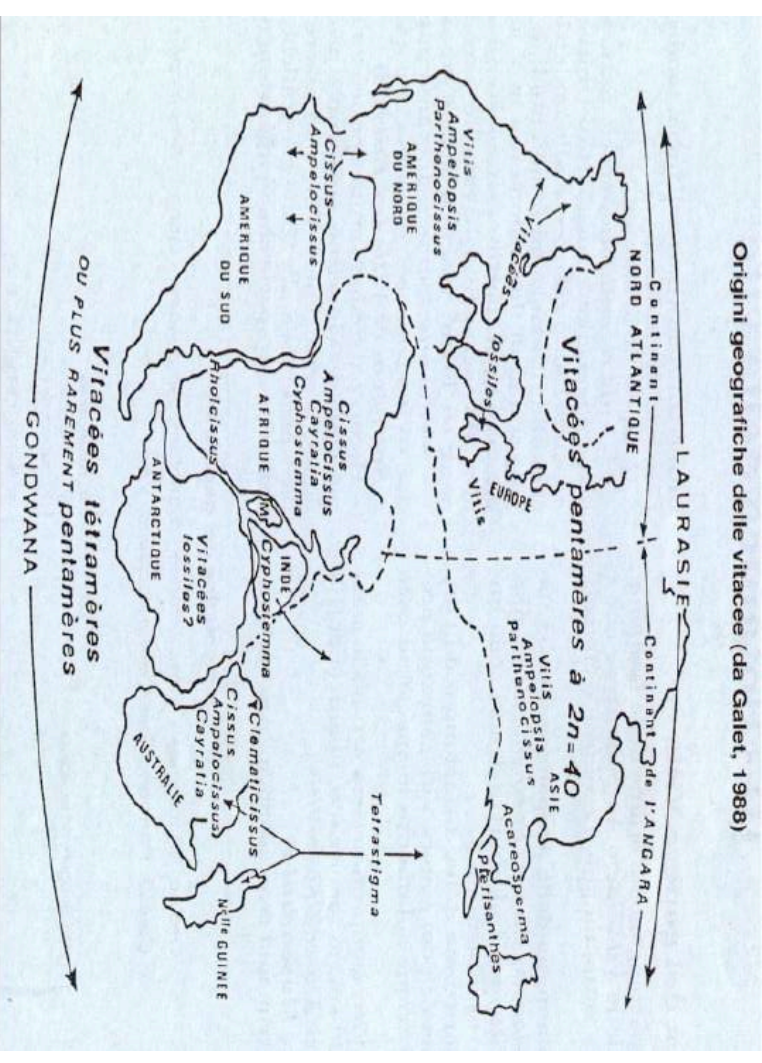 Origini geografiche delle vitacee (da Galet, 1988)
LAURASIE
Continent
NORD ATLANTIQUE
Continent de l'ANGARA
Vitacées
fossiles
Vitacées pentamères à 2n=40
Vitis
Ampelopsis
Parthenocissus
AMERIQUE
DU NORD
EUROPE
Vitis
Vitis
Ampelopsis
Parthenocissus
ASIE
Acareosperma
Pterisanthes
Cissus
Ampelocissus
AMERIQUE
DU SUD
Cissus
Ampelocissus
Cayratia
Cyphostemma
AFRIQUE
Rhoicissus
M.
INDE
Cyphostemma
Vitacées
fossiles?
ANTARCTIQUE
Tetrastigma
Clematicissus
Cissus
Ampelocissus
Cayratia
AUSTRALIE
Nlle GUINEE
Vitacées tétramères
OU PLUS RAREMENT pentamères
GONDWANA